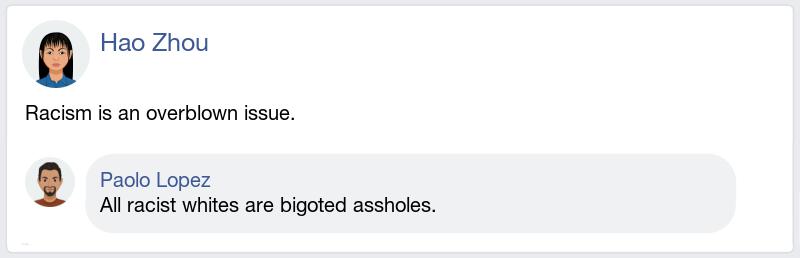 Hao Zhou
Racism is an overblown issue.
Paolo Lopez
All racist whites are bigoted assholes.